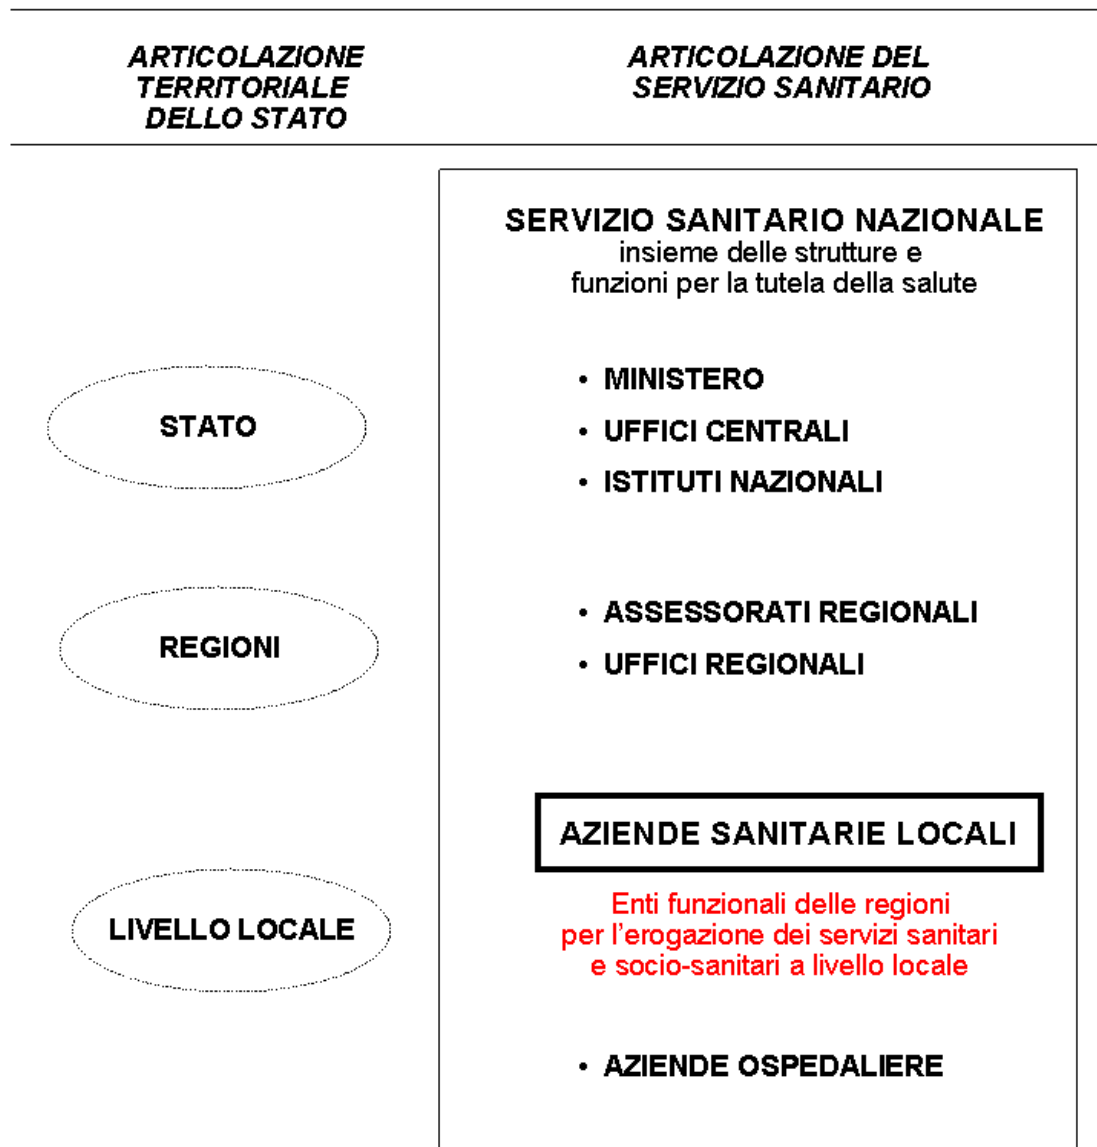 ARTICOLAZIONE
TERRITORIALE
DELLO STATO
ARTICOLAZIONE DEL
SERVIZIO SANITARIO
SERVIZIO SANITARIO NAZIONALE
insieme delle strutture e
funzioni per la tutela della salute
STATO
• MINISTERO
• UFFICI CENTRALI
• ISTITUTI NAZIONALI
REGIONI
• ASSESSORATI REGIONALI
• UFFICI REGIONALI
LIVELLO LOCALE
AZIENDE SANITARIE LOCALI
Enti funzionali delle regioni
per l'erogazione dei servizi sanitari
e socio-sanitari a livello locale
• AZIENDE OSPEDALIERE